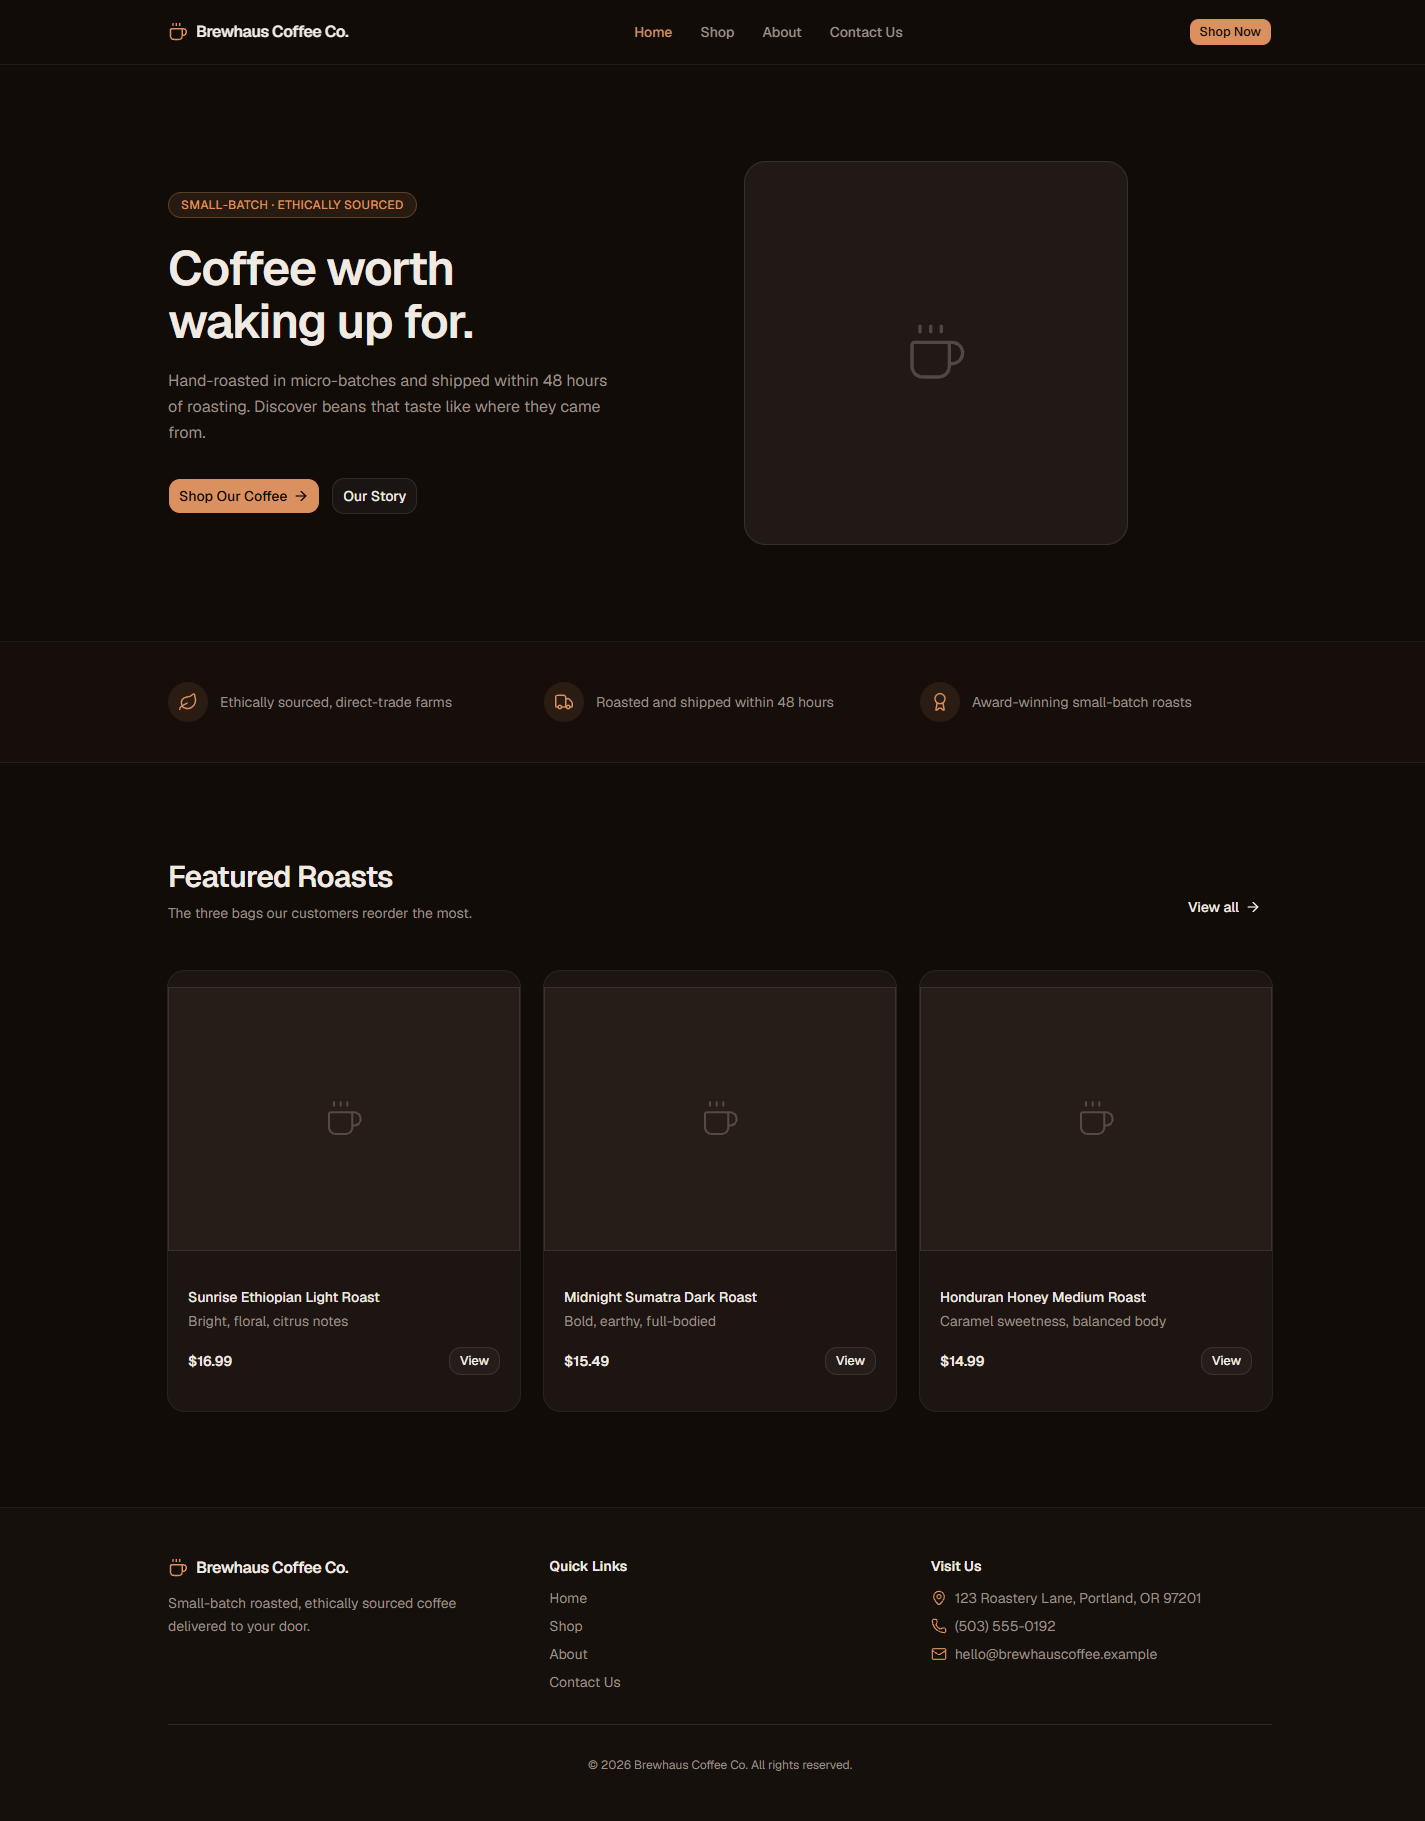 Brewhaus Coffee Co.
Home
Shop
About
Contact Us
Shop Now
SMALL-BATCH · ETHICALLY SOURCED
Coffee worth
waking up for.
Hand-roasted in micro-batches and shipped within 48 hours
of roasting. Discover beans that taste like where they came
from.
Shop Our Coffee →
Our Story
Ethically sourced, direct-trade farms
Roasted and shipped within 48 hours
Award-winning small-batch roasts
Featured Roasts
The three bags our customers reorder the most.
View all →
Sunrise Ethiopian Light Roast
Bright, floral, citrus notes
$16.99
View
Midnight Sumatra Dark Roast
Bold, earthy, full-bodied
$15.49
View
Honduran Honey Medium Roast
Caramel sweetness, balanced body
$14.99
View
Brewhaus Coffee Co.
Small-batch roasted, ethically sourced coffee
delivered to your door.
Quick Links
Home
Shop
About
Contact Us
Visit Us
123 Roastery Lane, Portland, OR 97201
(503) 555-0192
hello@brewhauscoffee.example
© 2026 Brewhaus Coffee Co. All rights reserved.